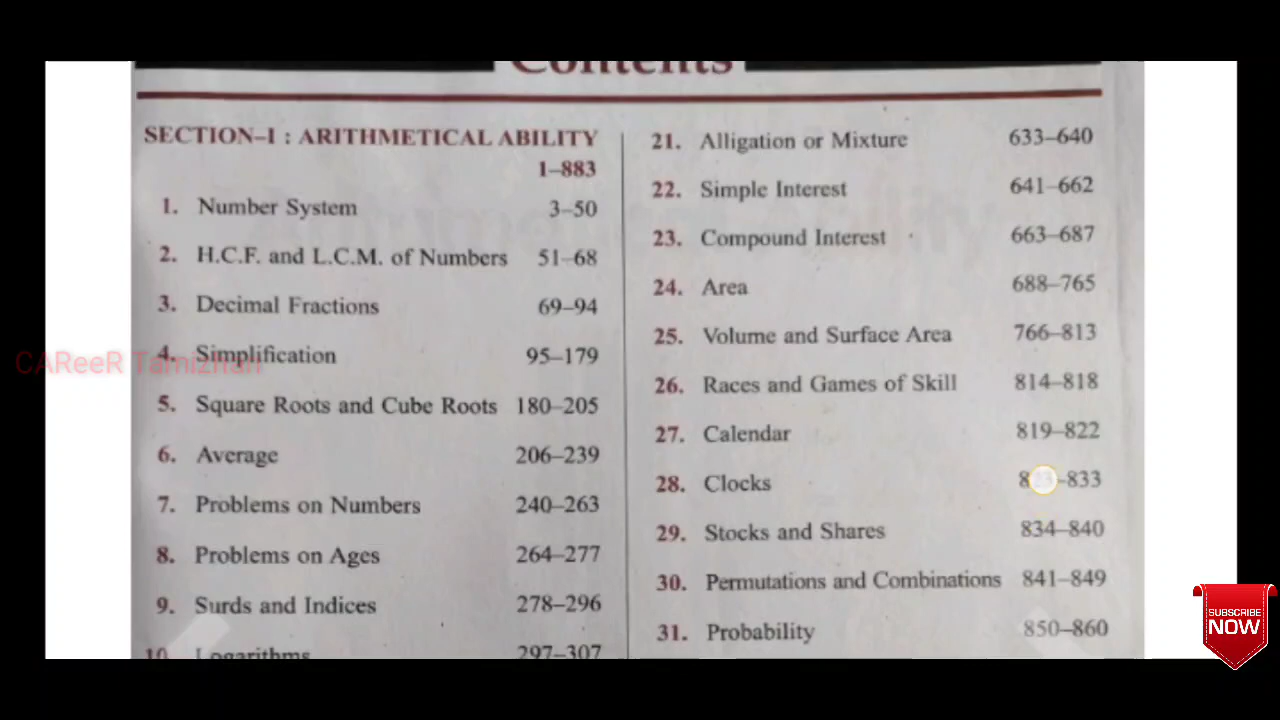 Contents
SECTION–I : ARITHMETICAL ABILITY
1–883
1. Number System 3–50
2. H.C.F. and L.C.M. of Numbers 51–68
3. Decimal Fractions 69–94
4. Simplification 95–179
5. Square Roots and Cube Roots 180–205
6. Average 206–239
7. Problems on Numbers 240–263
8. Problems on Ages 264–277
9. Surds and Indices 278–296
10. Logarithms 297–307
21. Alligation or Mixture 633–640
22. Simple Interest 641–662
23. Compound Interest 663–687
24. Area 688–765
25. Volume and Surface Area 766–813
26. Races and Games of Skill 814–818
27. Calendar 819–822
28. Clocks 823–833
29. Stocks and Shares 834–840
30. Permutations and Combinations 841–849
31. Probability 850–860
CAReeR Tamizhan
SUBSCRIBE
NOW